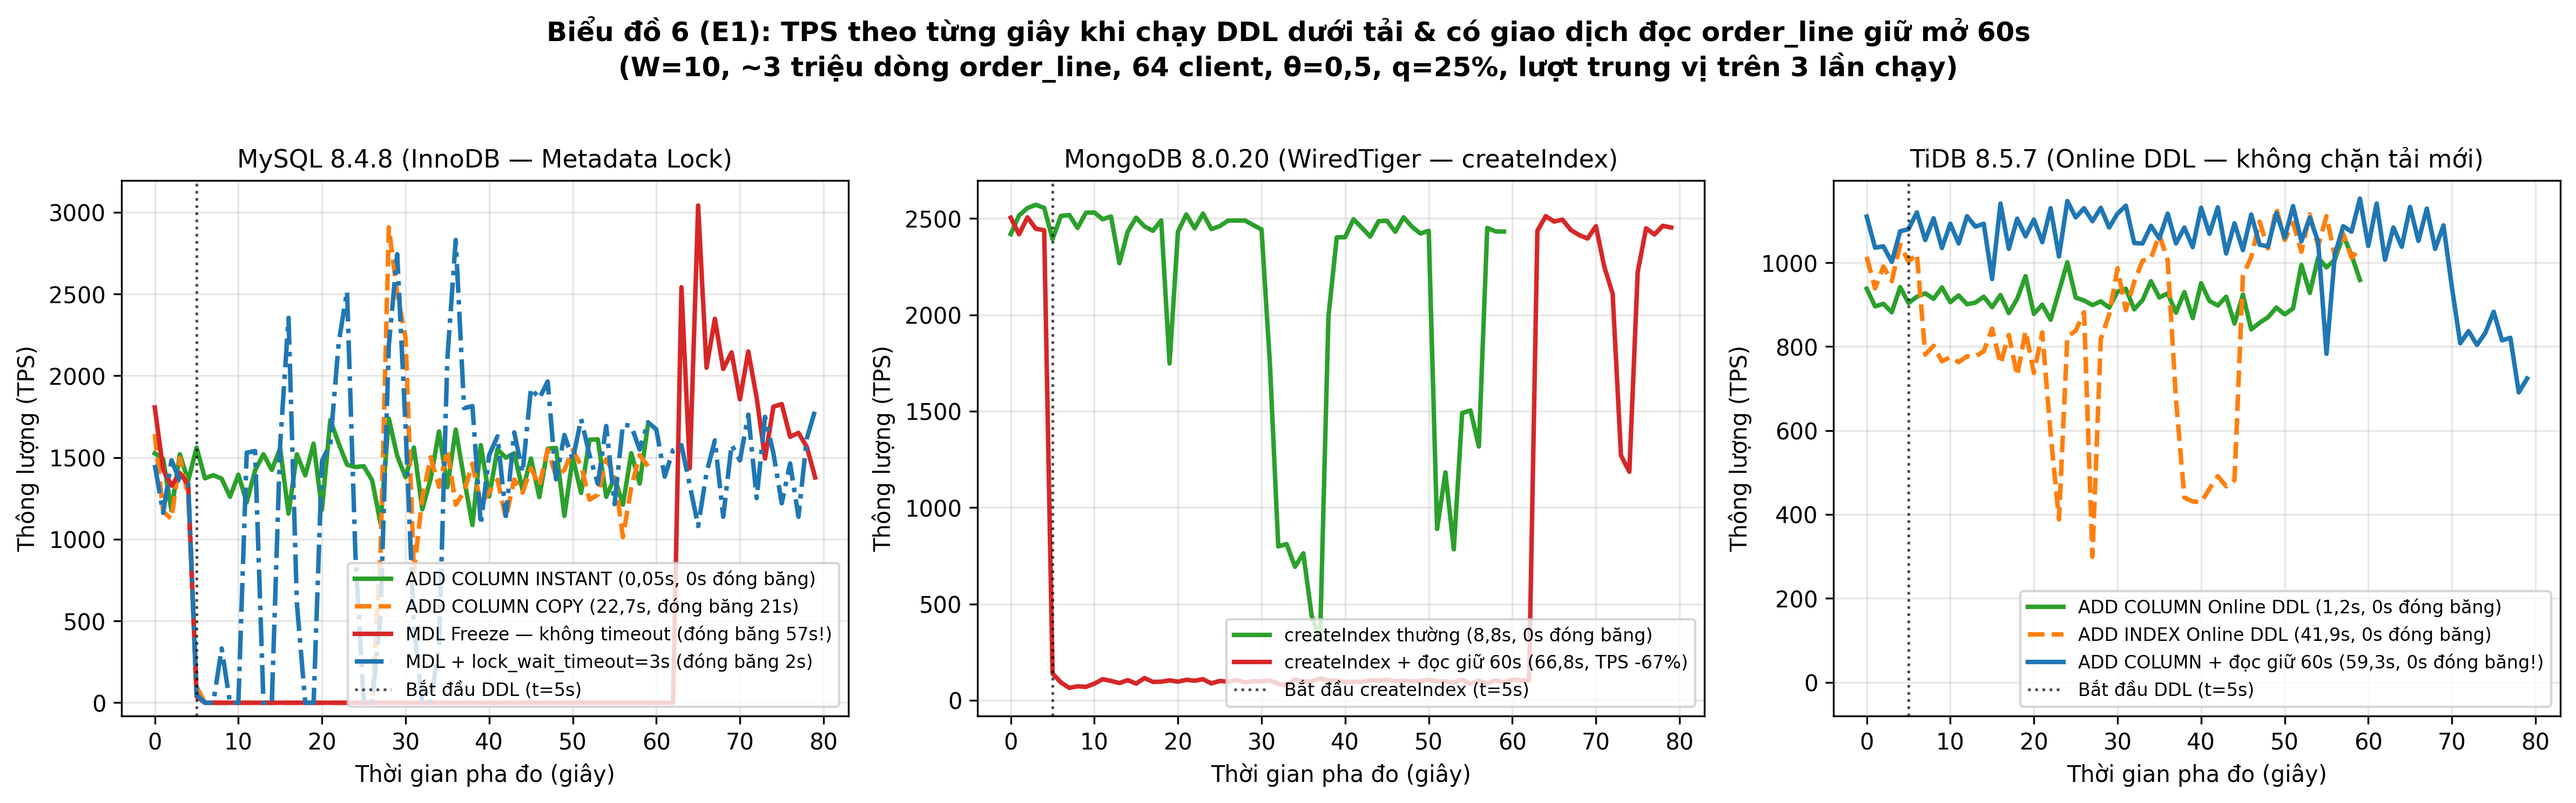 Biểu đồ 6 (E1): TPS theo từng giây khi chạy DDL dưới tải & có giao dịch đọc order_line giữ mở 60s
(W=10, ~3 triệu dòng order_line, 64 client, θ=0,5, q=25%, lượt trung vị trên 3 lần chạy)
MySQL 8.4.8 (InnoDB — Metadata Lock)
Thông lượng (TPS)
3000
2500
2000
1500
1000
500
0
ADD COLUMN INSTANT (0,05s, 0s đóng băng)
ADD COLUMN COPY (22,7s, đóng băng 21s)
MDL Freeze — không timeout (đóng băng 57s!)
MDL + lock_wait_timeout=3s (đóng băng 2s)
Bắt đầu DDL (t=5s)
0 10 20 30 40 50 60 70 80
Thời gian pha đo (giây)
MongoDB 8.0.20 (WiredTiger — createIndex)
Thông lượng (TPS)
2500
2000
1500
1000
500
0
createIndex thường (8,8s, 0s đóng băng)
createIndex + đọc giữ 60s (66,8s, TPS -67%)
Bắt đầu createIndex (t=5s)
0 10 20 30 40 50 60 70 80
Thời gian pha đo (giây)
TiDB 8.5.7 (Online DDL — không chặn tải mới)
Thông lượng (TPS)
1000
800
600
400
200
0
ADD COLUMN Online DDL (1,2s, 0s đóng băng)
ADD INDEX Online DDL (41,9s, 0s đóng băng)
ADD COLUMN + đọc giữ 60s (59,3s, 0s đóng băng!)
Bắt đầu DDL (t=5s)
0 10 20 30 40 50 60 70 80
Thời gian pha đo (giây)